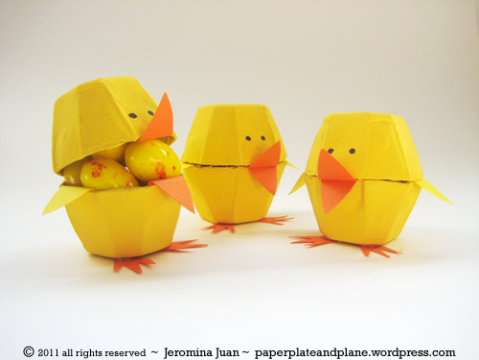 © 2011 all rights reserved ~ Jeromina Juan ~ paperplateandplane.wordpress.com